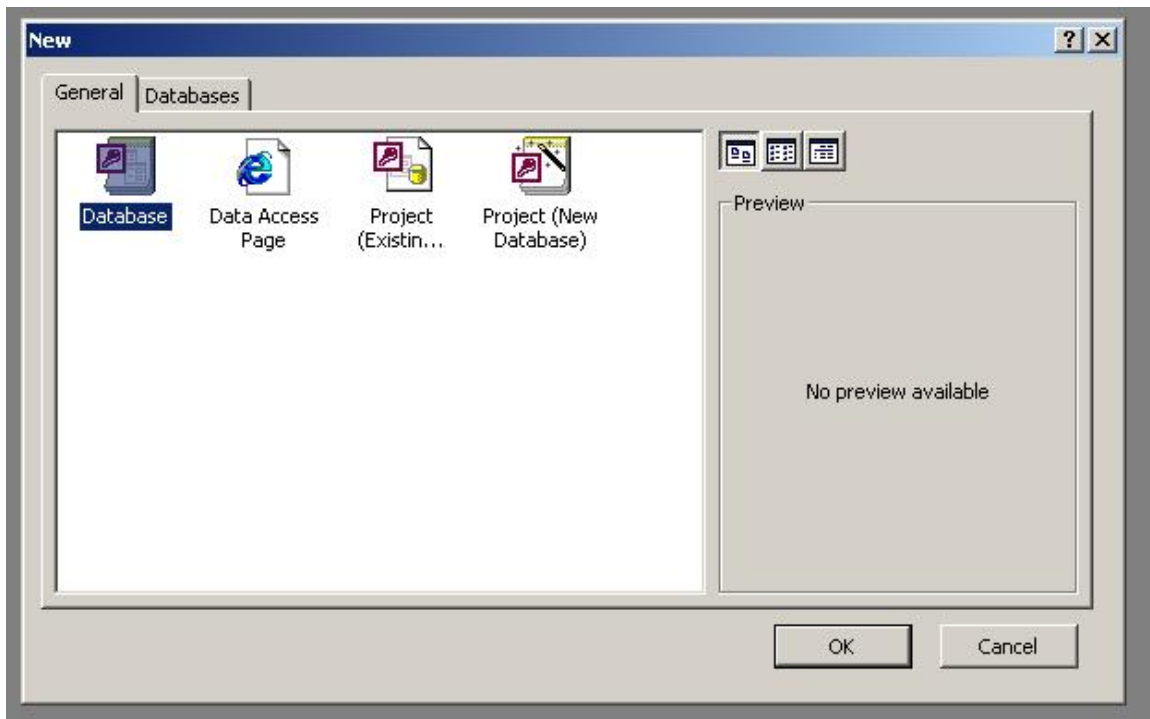 New
General
Databases
Database
Data Access
Page
Project
(Existin...
Project (New
Database)
Preview
No preview available
OK
Cancel